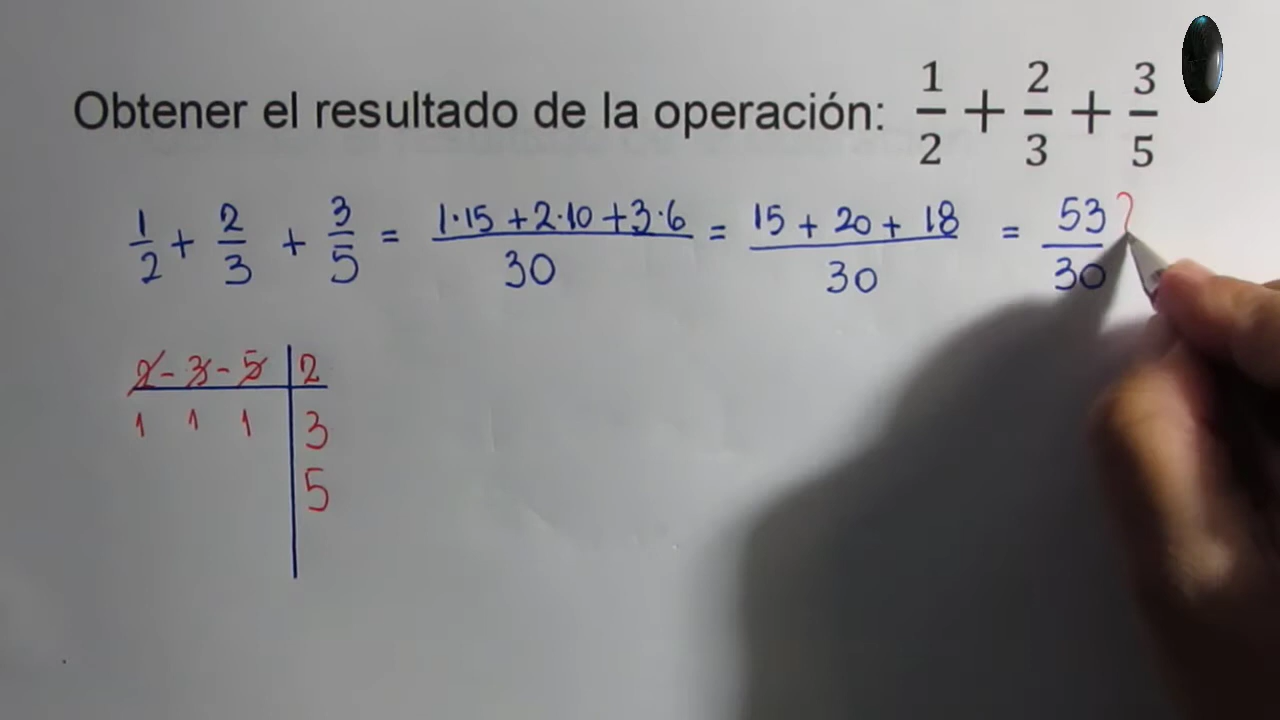 Obtener el resultado de la operación: 1/2 + 2/3 + 3/5
1/2 + 2/3 + 3/5 = (1·15 + 2·10 + 3·6)/30 = (15 + 20 + 18)/30 = 53/30
2 - 3 - 5 | 2
1 1 1 | 3
5